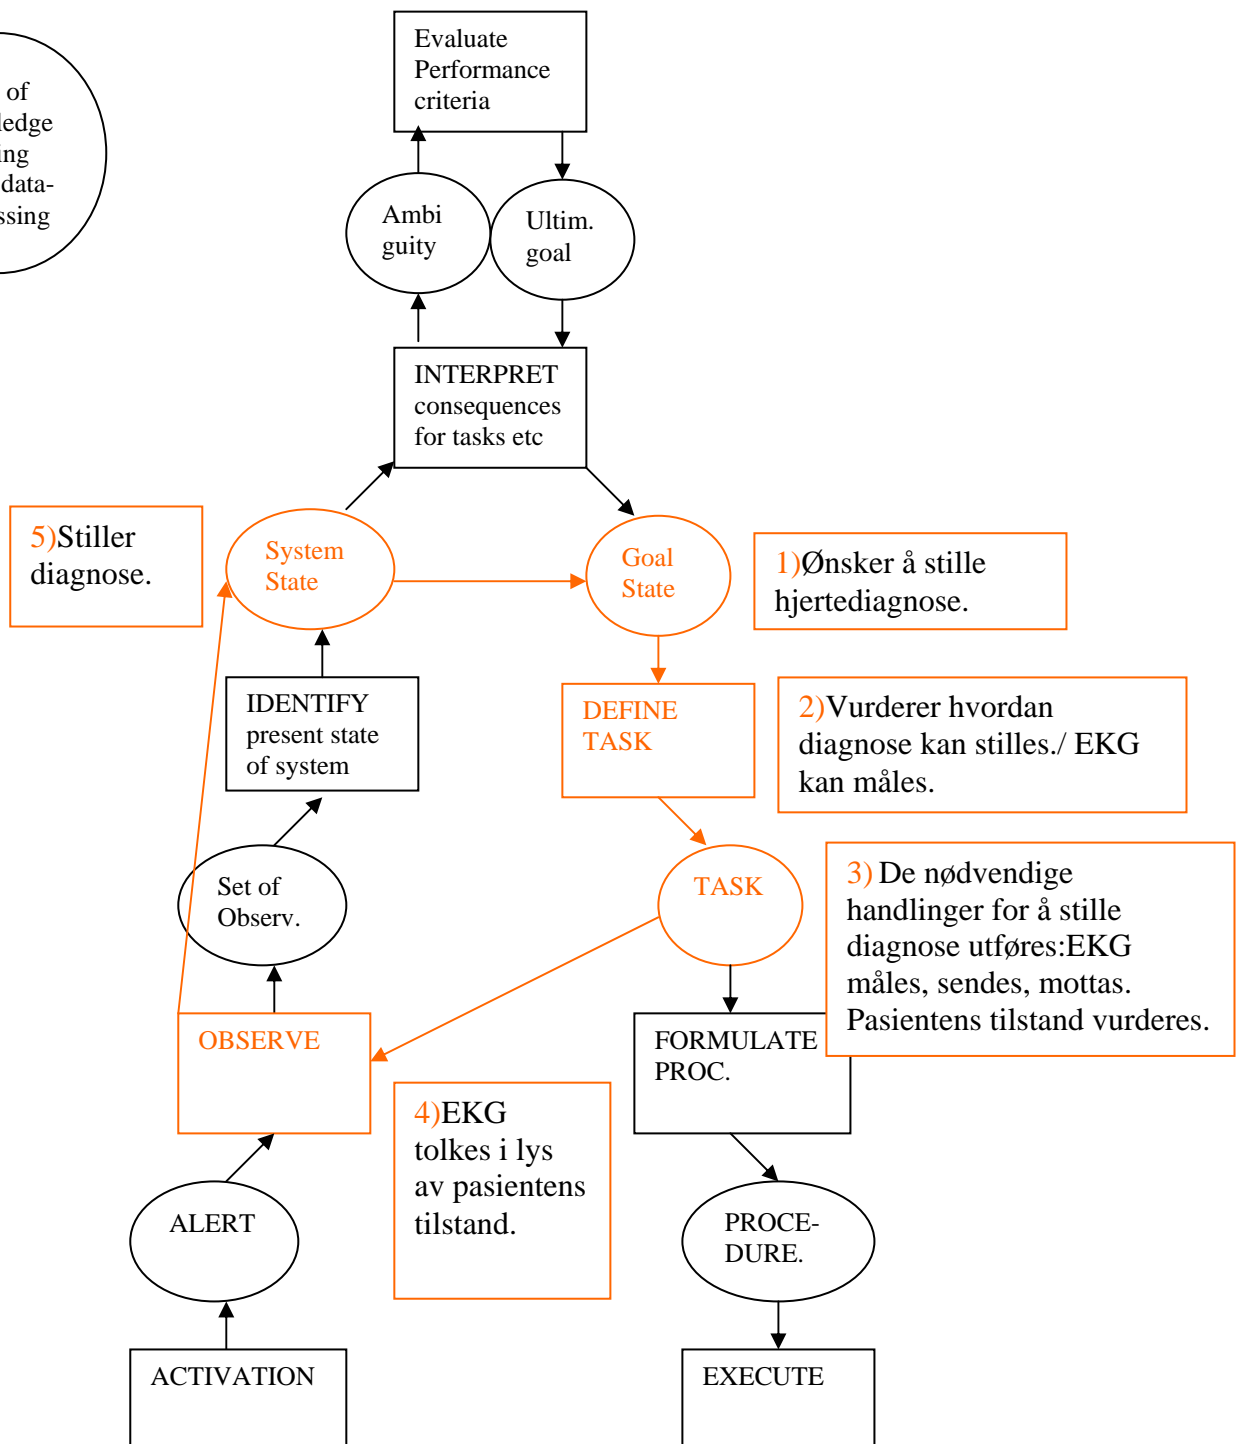 Evaluate
Performance
criteria
of
ledge
ing
data-
ssing
Ambi
guity
Ultim.
goal
INTERPRET
consequences
for tasks etc
5)Stiller
diagnose.
System
State
Goal
State
1)Ønsker å stille
hjertediagnose.
IDENTIFY
present state
of system
DEFINE
TASK
2)Vurderer hvordan
diagnose kan stilles./ EKG
kan måles.
Set of
Observ.
TASK
3) De nødvendige
handlinger for å stille
diagnose utføres:EKG
måles, sendes, mottas.
Pasientens tilstand vurderes.
OBSERVE
FORMULATE
PROC.
4)EKG
tolkes i lys
av pasientens
tilstand.
ALERT
PROCE-
DURE.
ACTIVATION
EXECUTE